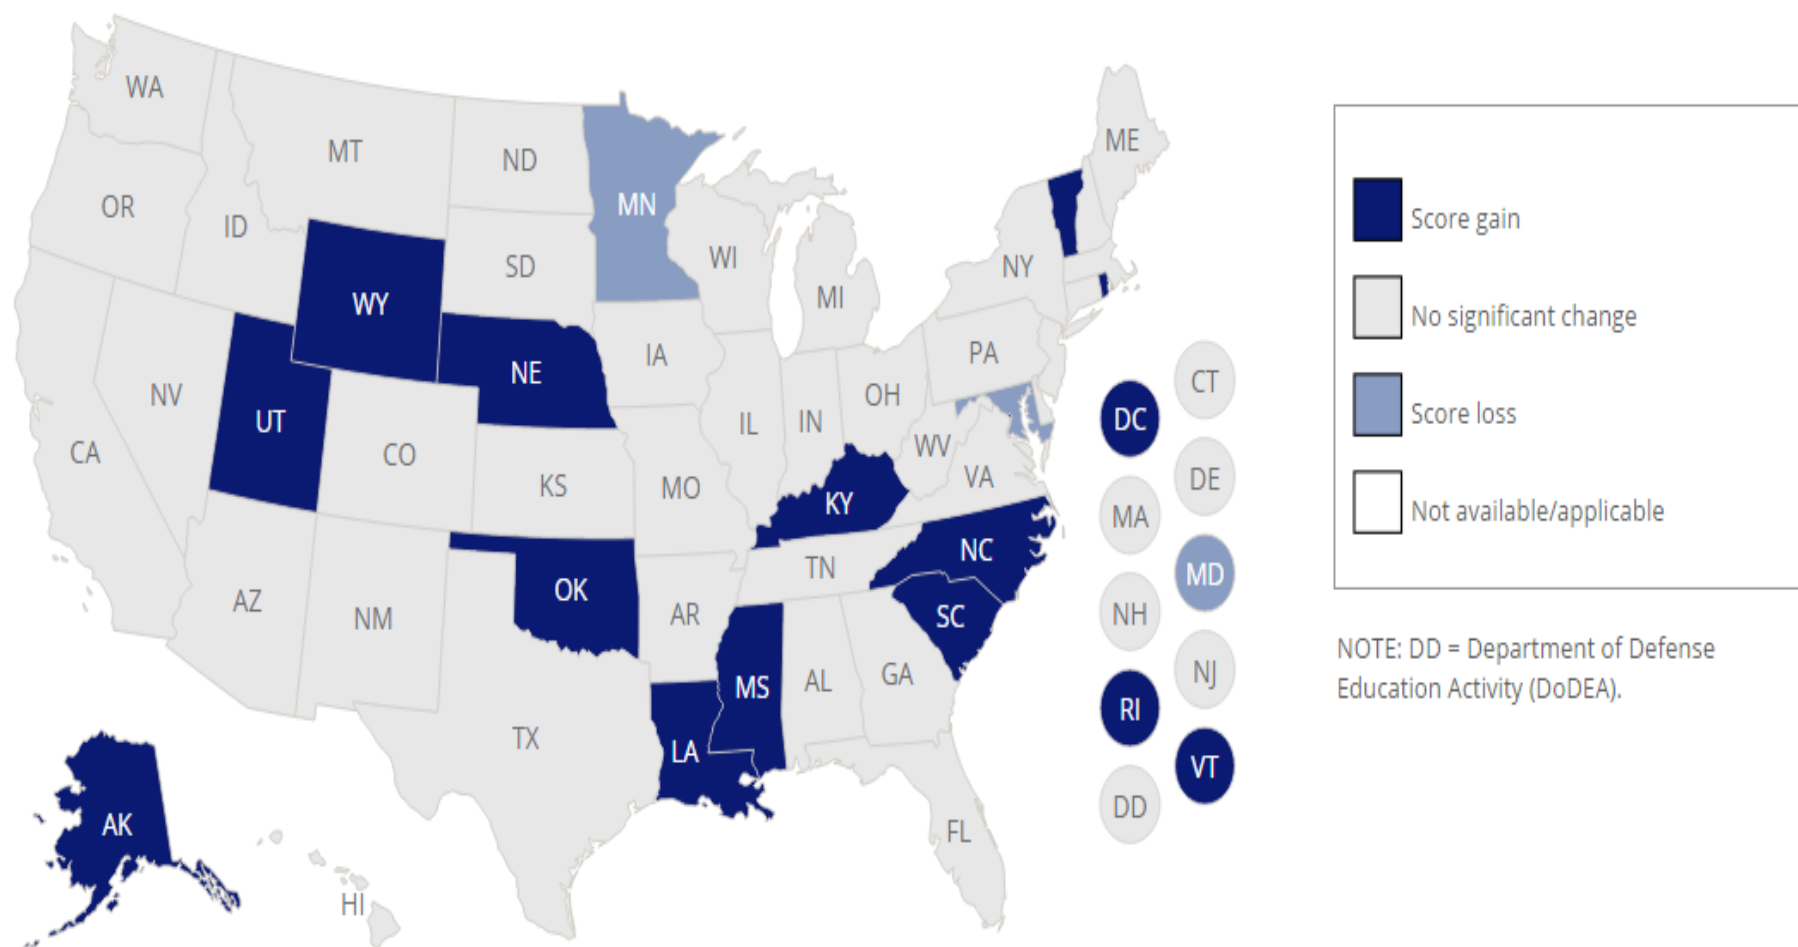 WA
MT
ND
ME
OR
ID
MN
SD
WI
NY
MI
WY
IA
PA
NE
OH
NV
UT
IL
IN
CO
CA
WV
VA
KS
MO
KY
NC
TN
OK
AZ
NM
AR
SC
GA
MS
AL
TX
LA
AK
FL
HI
CT
DC
DE
MA
MD
NH
NJ
RI
VT
DD
Score gain
No significant change
Score loss
Not available/applicable
NOTE: DD = Department of Defense
Education Activity (DoDEA).